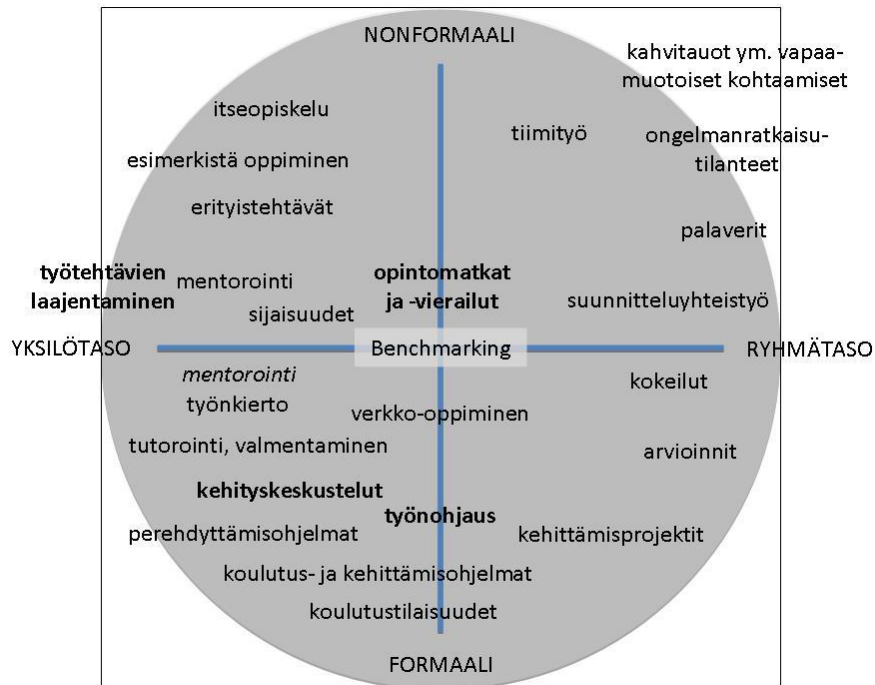 NONFORMAALI
kahvitauot ym. vapaa-
muotoiset kohtaamiset
itseopiskelu
tiimityö
ongelmanratkaisu-
tilanteet
esimerkistä oppiminen
erityistehtävät
palaverit
työtehtävien
laajentaminen
mentorointi
opintomatkat
ja -vierailut
suunnitteluyhteistyö
sijaisuudet
YKSILÖTASO
Benchmarking
RYHMÄTASO
mentorointi
työnkierto
kokeilut
verkko-oppiminen
tutorointi, valmentaminen
arvioinnit
kehityskeskustelut
työnohjaus
perehdyttämisohjelmat
kehittämisprojektit
koulutus- ja kehittämisohjelmat
koulutustilaisuudet
FORMAALI